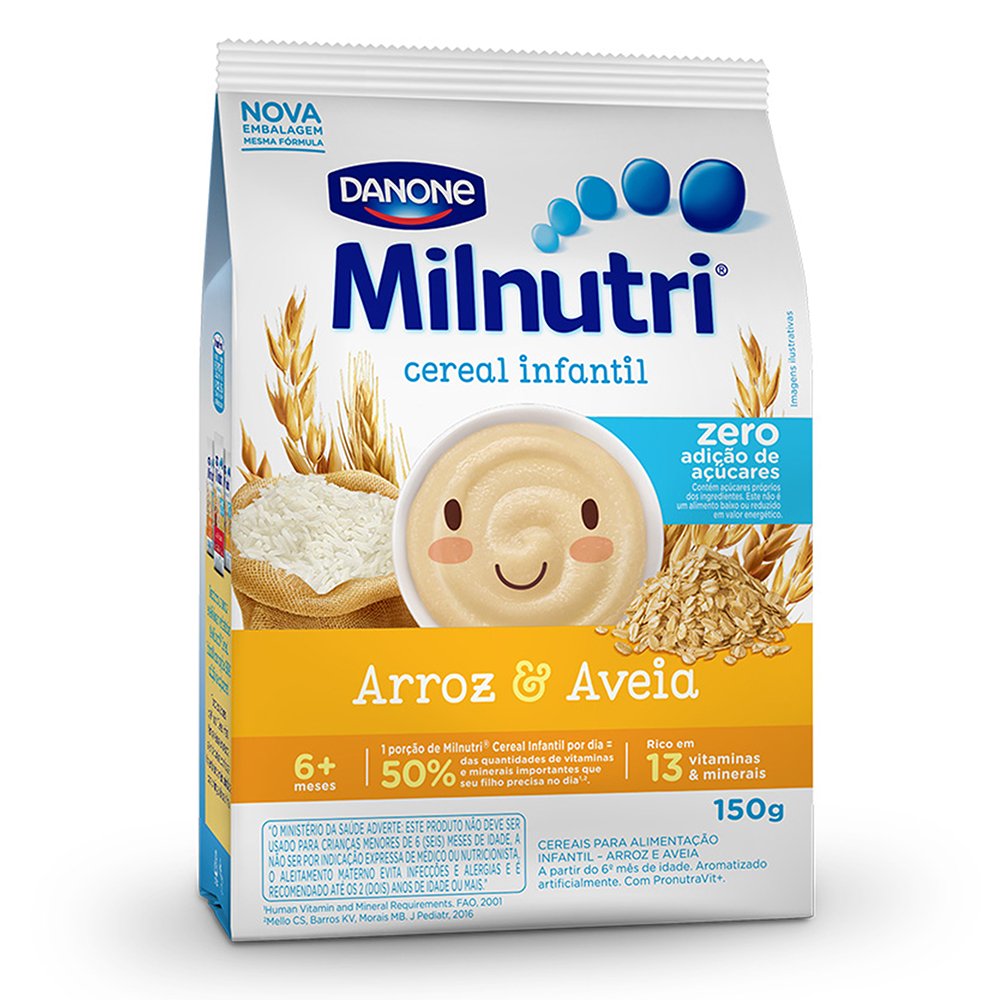 NOVA
EMBALAGEM
MESMA FÓRMULA
DANONE
Milnutri®
cereal infantil
Imagens ilustrativas
zero
adição de
açúcares
Contém açúcares próprios
dos ingredientes. Este não é
um alimento baixo ou reduzido
em valor energético.
Arroz & Aveia
6+
meses
1 porção de Milnutri® Cereal Infantil por dia =
50% das quantidades de vitaminas
e minerais importantes que
seu filho precisa no dia¹,².
Rico em
13 vitaminas
& minerais
150g
"O MINISTÉRIO DA SAÚDE ADVERTE: ESTE PRODUTO NÃO DEVE SER
USADO PARA CRIANÇAS MENORES DE 6 (SEIS) MESES DE IDADE, A
NÃO SER POR INDICAÇÃO EXPRESSA DE MÉDICO OU NUTRICIONISTA.
O ALEITAMENTO MATERNO EVITA INFECÇÕES E ALERGIAS E É
RECOMENDADO ATÉ OS 2 (DOIS) ANOS DE IDADE OU MAIS."
¹Human Vitamin and Mineral Requirements. FAO, 2001
²Mello CS, Barros KV, Morais MB. J Pediatr, 2016
CEREAIS PARA ALIMENTAÇÃO
INFANTIL - ARROZ E AVEIA
A partir do 6º mês de idade. Aromatizado
artificialmente. Com PronutraVit+.